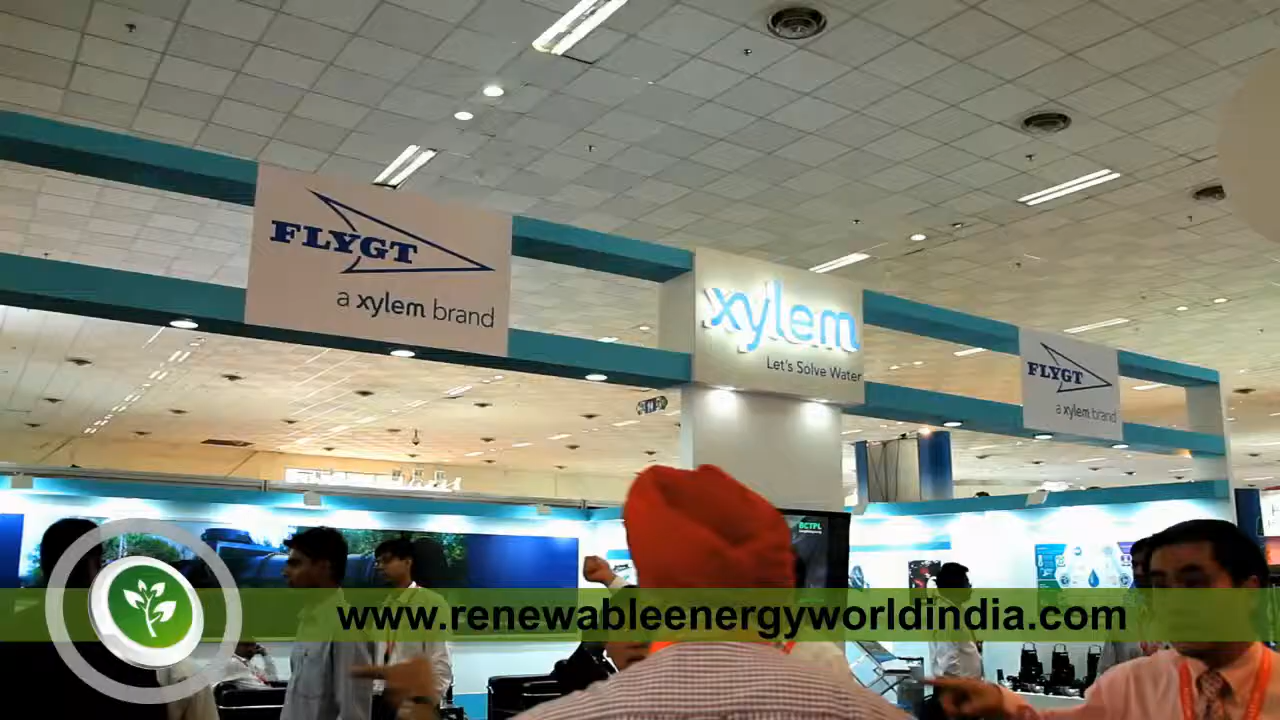 FLYGT
a xylem brand
xylem
Let's Solve Water
FLYGT
a xylem brand
BCTPL
www.renewableenergyworldindia.com